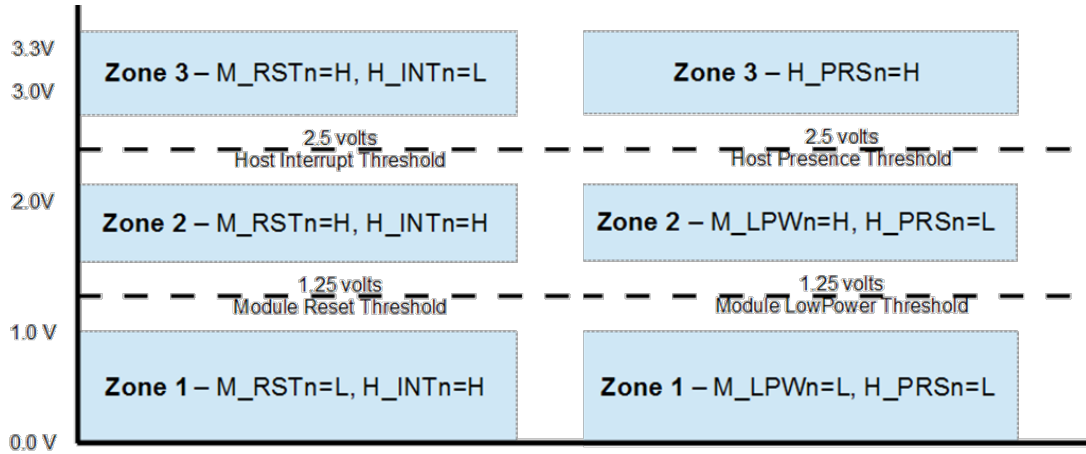 3.3V
3.0V
Zone 3 – M_RSTn=H, H_INTn=L
Zone 3 – H_PRSn=H
2.5 volts
Host Interrupt Threshold
2.5 volts
Host Presence Threshold
2.0V
Zone 2 – M_RSTn=H, H_INTn=H
Zone 2 – M_LPWn=H, H_PRSn=L
1.25 volts
Module Reset Threshold
1.25 volts
Module LowPower Threshold
1.0 V
Zone 1 – M_RSTn=L, H_INTn=H
Zone 1 – M_LPWn=L, H_PRSn=L
0.0 V